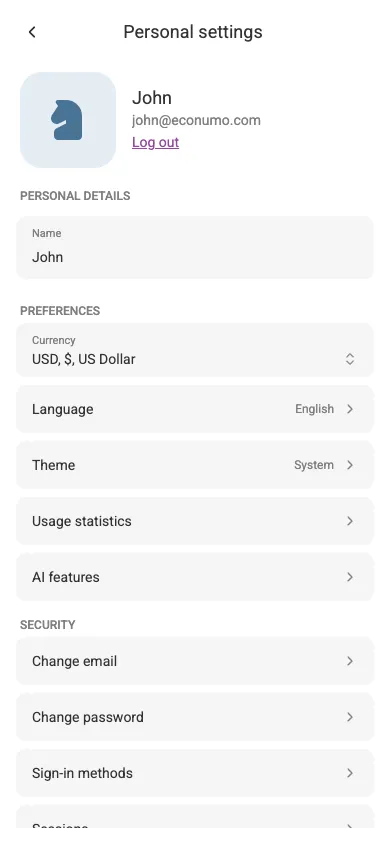 Personal settings
John
john@econumo.com
Log out
PERSONAL DETAILS
Name
John
PREFERENCES
Currency
USD, $, US Dollar
Language
English
Theme
System
Usage statistics
AI features
SECURITY
Change email
Change password
Sign-in methods
Sessions